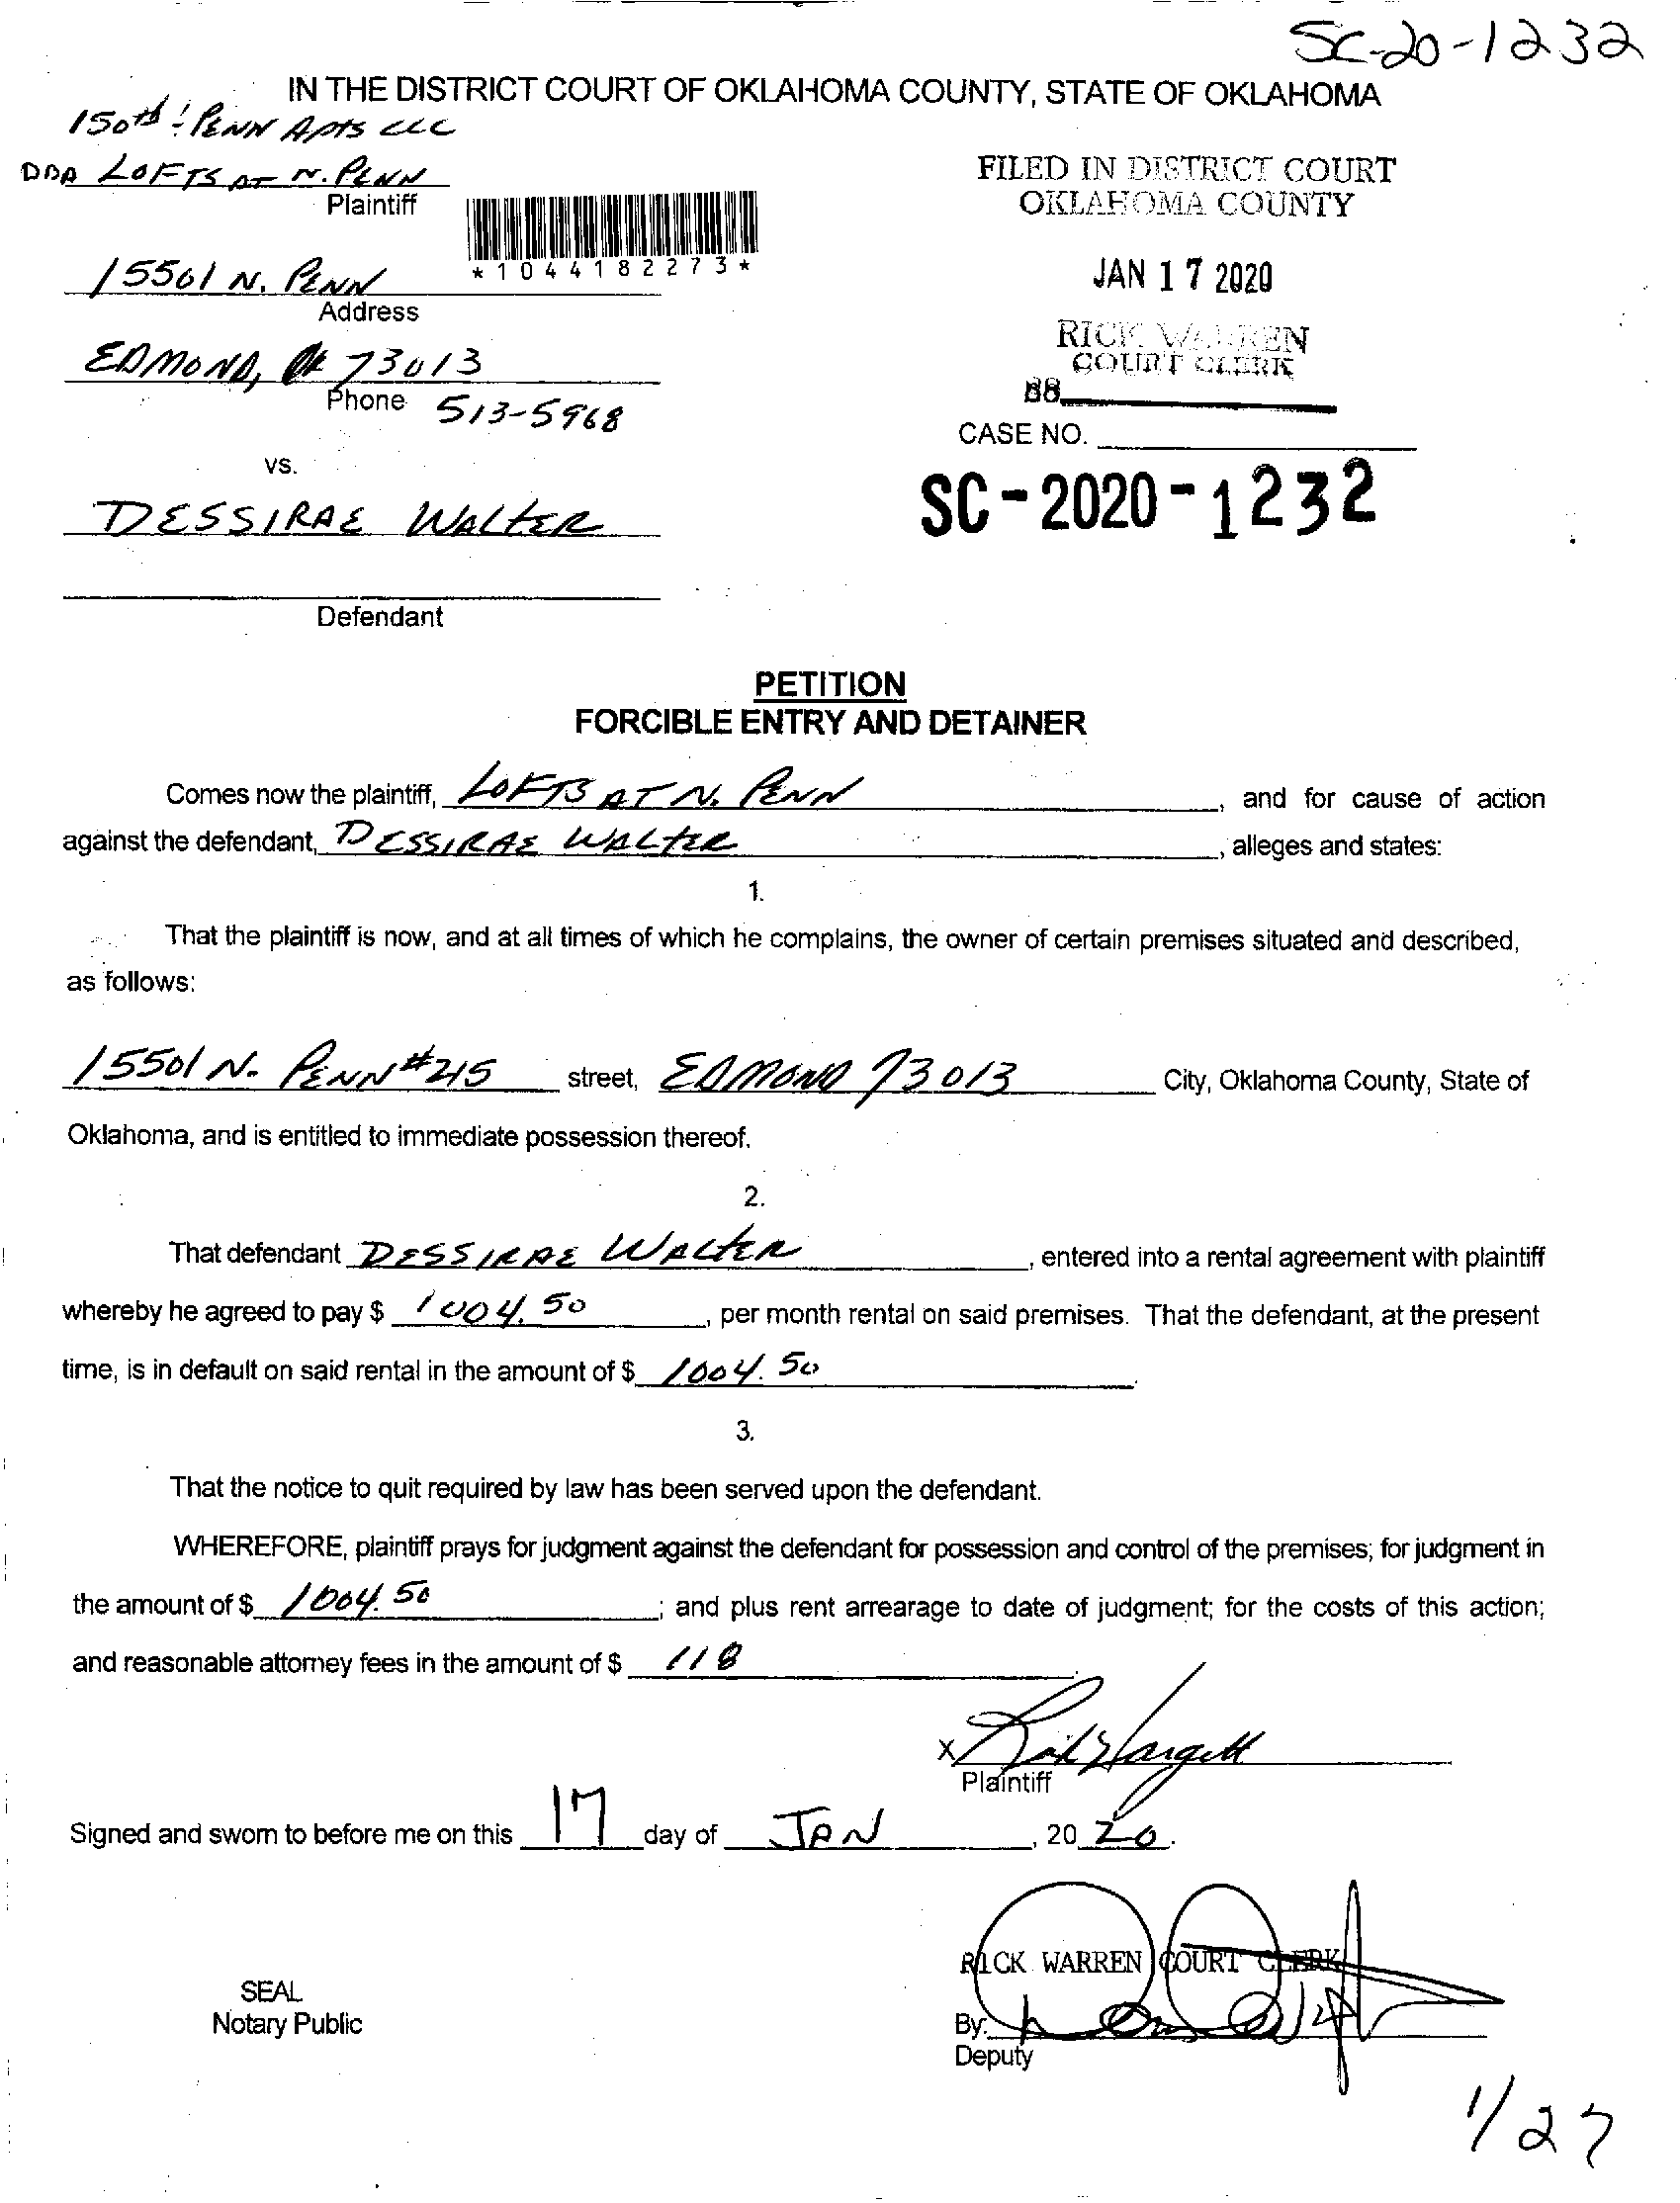 SC-20-1232
IN THE DISTRICT COURT OF OKLAHOMA COUNTY, STATE OF OKLAHOMA
150th & PENN APTS LLC
DBA LOFTS AT N. PENN
Plaintiff
FILED IN DISTRICT COURT
OKLAHOMA COUNTY
*1044182273*
JAN 17 2020
15501 N. PENN
Address
RICK WARREN
COURT CLERK
EDMOND, OK 73013
88
Phone 513-5968
CASE NO.
vs.
SC-2020-1232
DESSIRAE WALTER
Defendant
PETITION
FORCIBLE ENTRY AND DETAINER
Comes now the plaintiff, LOFTS AT N. PENN, and for cause of action
against the defendant, DESSIRAE WALTER, alleges and states:
1.
That the plaintiff is now, and at all times of which he complains, the owner of certain premises situated and described,
as follows:
15501 N. PENN #215 street, EDMOND 73013 City, Oklahoma County, State of
Oklahoma, and is entitled to immediate possession thereof.
2.
That defendant DESSIRAE WALTER, entered into a rental agreement with plaintiff
whereby he agreed to pay $ 1004.50, per month rental on said premises. That the defendant, at the present
time, is in default on said rental in the amount of $ 1004.50.
3.
That the notice to quit required by law has been served upon the defendant.
WHEREFORE, plaintiff prays for judgment against the defendant for possession and control of the premises; for judgment in
the amount of $ 1004.50; and plus rent arrearage to date of judgment; for the costs of this action;
and reasonable attorney fees in the amount of $ 118.
X
Plaintiff
Signed and sworn to before me on this 17 day of JAN, 2020.
RICK WARREN COURT CLERK
SEAL
Notary Public
By:
Deputy
1/27